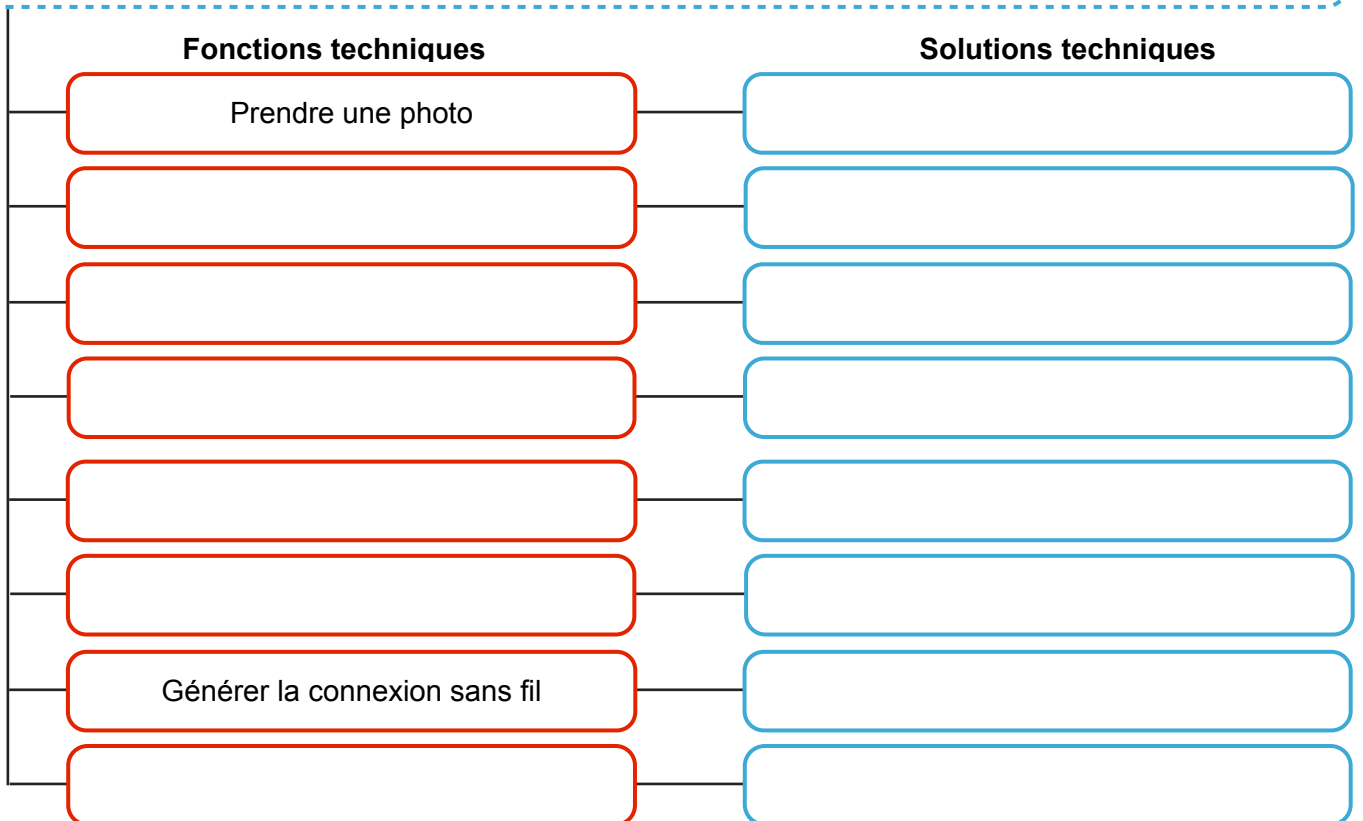 Fonctions techniques
Solutions techniques
Prendre une photo
Générer la connexion sans fil